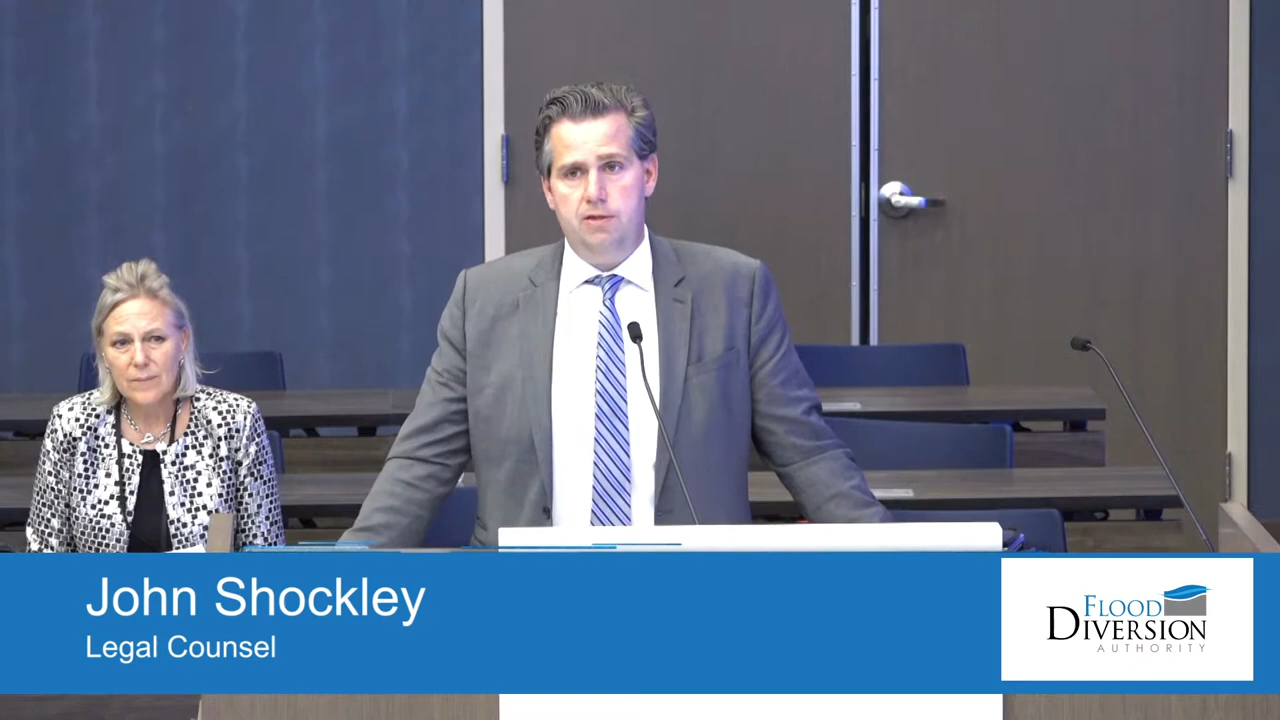 John Shockley
Legal Counsel
FLOOD
DIVERSION
AUTHORITY